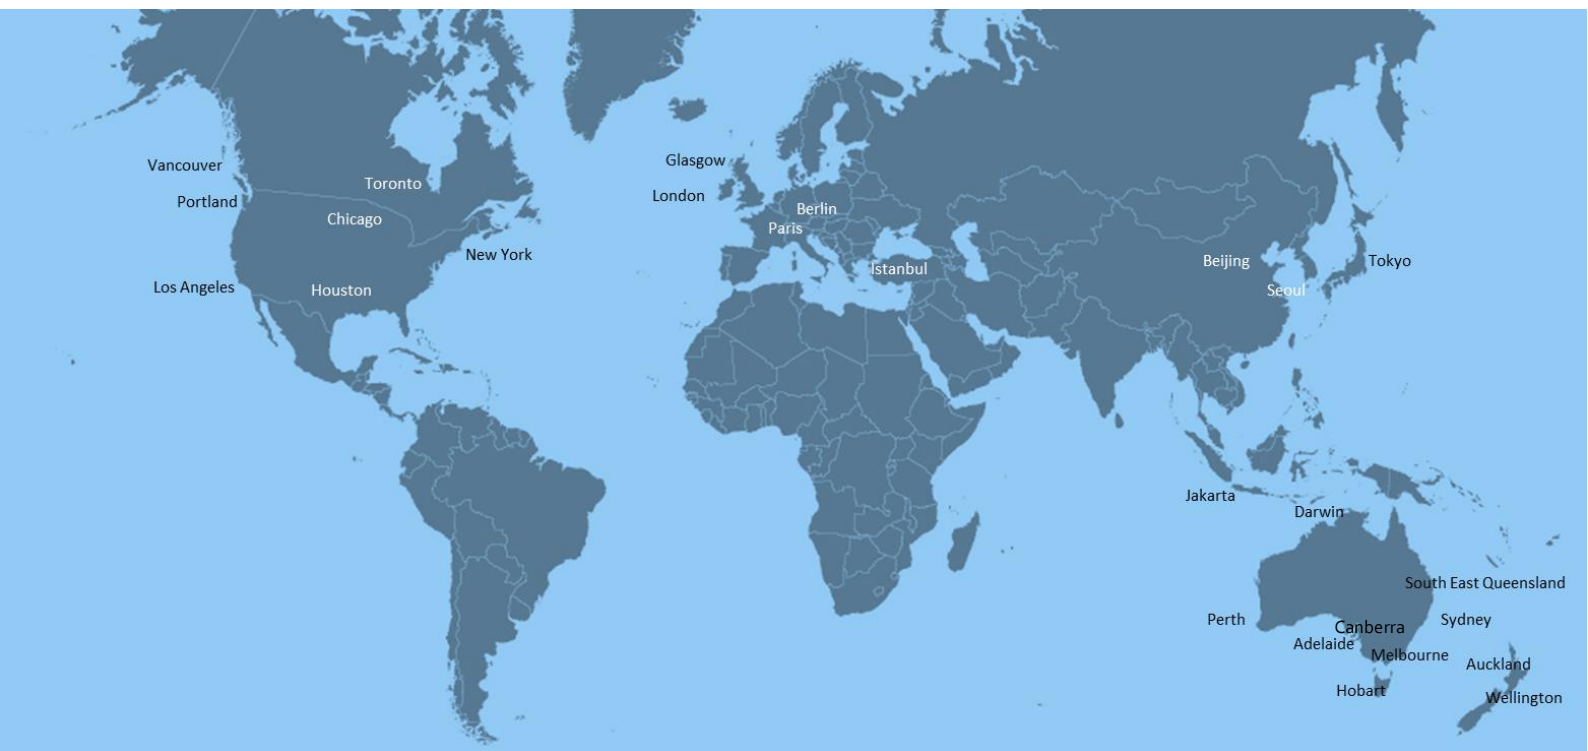 Vancouver
Glasgow
Toronto
London
Portland
Berlin
Chicago
Paris
New York
Beijing
Tokyo
Istanbul
Los Angeles
Houston
Seoul
Jakarta
Darwin
South East Queensland
Perth
Sydney
Canberra
Adelaide
Melbourne
Auckland
Hobart
Wellington